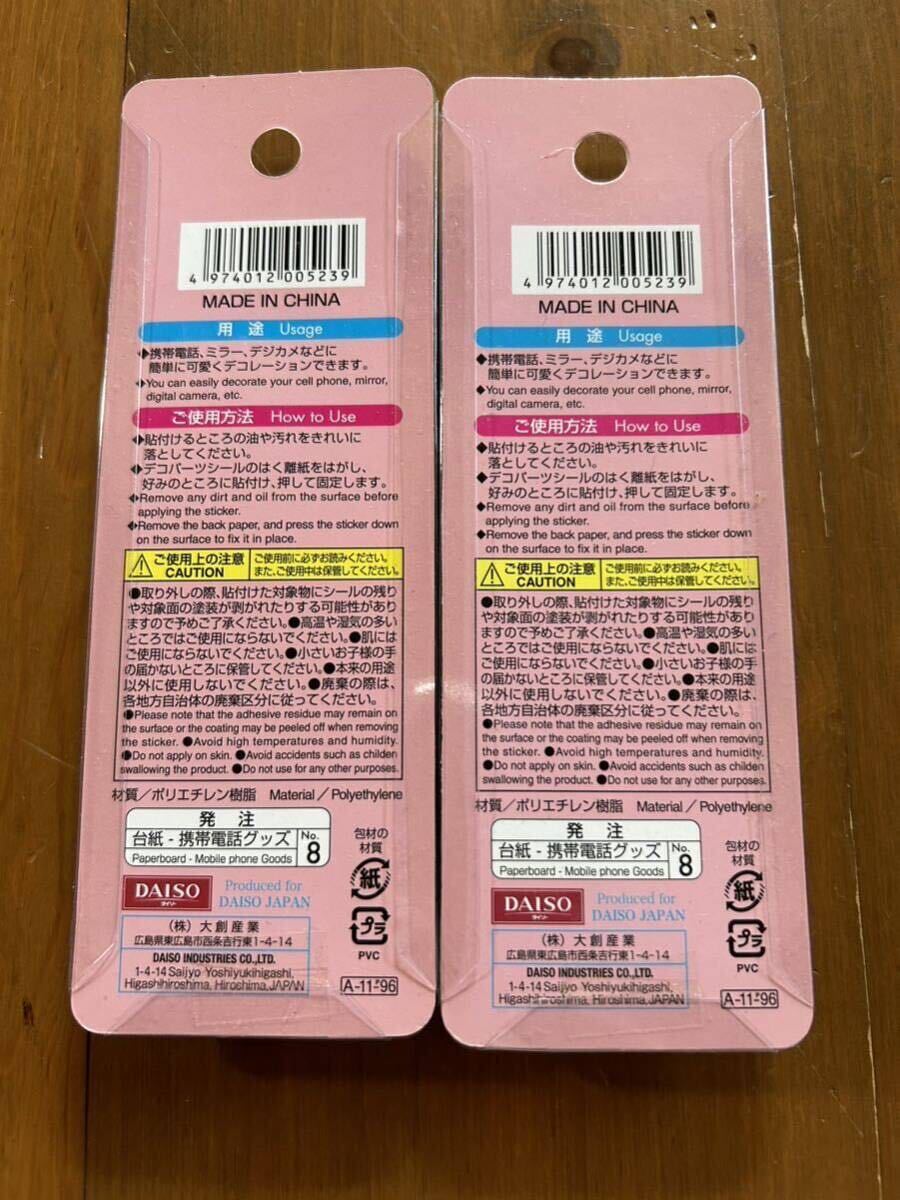 4 974012 005239
MADE IN CHINA
用途 Usage
◆携帯電話、ミラー、デジカメなどに
簡単に可愛くデコレーションできます。
◆You can easily decorate your cell phone, mirror,
digital camera, etc.
ご使用方法 How to Use
◆貼付けるところの油や汚れをきれいに
落としてください。
◆デコパーツシールのはく離紙をはがし、
好みのところに貼付け、押して固定します。
◆Remove any dirt and oil from the surface before
applying the sticker.
◆Remove the back paper, and press the sticker down
on the surface to fix it in place.
ご使用上の注意
CAUTION
ご使用前に必ずお読みください。
また、ご使用中は保管してください。
●取り外しの際、貼付けた対象物にシールの残り
や対象面の塗装が剥がれたりする可能性があり
ますので予めご了承ください。●高温や湿気の多い
ところではご使用にならないでください。●肌には
ご使用にならないでください。●小さいお子様の手
の届かないところに保管してください。●本来の用途
以外に使用しないでください。●廃棄の際は、
各地方自治体の廃棄区分に従ってください。
●Please note that the adhesive residue may remain on
the surface or the coating may be peeled off when removing
the sticker. ●Avoid high temperatures and humidity.
●Do not apply on skin. ●Avoid accidents such as childen
swallowing the product. ●Do not use for any other purposes.
材質/ポリエチレン樹脂 Material/Polyethylene
発注
台紙-携帯電話グッズ
Paperboard - Mobile phone Goods
No.
8
包材の
材質
紙
プラ
PVC
DAISO
ダイソー
Produced for
DAISO JAPAN
(株)大創産業
広島県東広島市西条吉行東1-4-14
DAISO INDUSTRIES CO.,LTD.
1-4-14 Saijyo Yoshiyukihigashi,
Higashihiroshima, Hiroshima,JAPAN
A-11-#96
4 974012 005239
MADE IN CHINA
用途 Usage
◆携帯電話、ミラー、デジカメなどに
簡単に可愛くデコレーションできます。
◆You can easily decorate your cell phone, mirror,
digital camera, etc.
ご使用方法 How to Use
◆貼付けるところの油や汚れをきれいに
落としてください。
◆デコパーツシールのはく離紙をはがし、
好みのところに貼付け、押して固定します。
◆Remove any dirt and oil from the surface before
applying the sticker.
◆Remove the back paper, and press the sticker down
on the surface to fix it in place.
ご使用上の注意
CAUTION
ご使用前に必ずお読みください。
また、ご使用中は保管してください。
●取り外しの際、貼付けた対象物にシールの残り
や対象面の塗装が剥がれたりする可能性があり
ますので予めご了承ください。●高温や湿気の多い
ところではご使用にならないでください。●肌には
ご使用にならないでください。●小さいお子様の手
の届かないところに保管してください。●本来の用途
以外に使用しないでください。●廃棄の際は、
各地方自治体の廃棄区分に従ってください。
●Please note that the adhesive residue may remain on
the surface or the coating may be peeled off when removing
the sticker. ●Avoid high temperatures and humidity.
●Do not apply on skin. ●Avoid accidents such as childen
swallowing the product. ●Do not use for any other purposes.
材質/ポリエチレン樹脂 Material/Polyethylene
発注
台紙-携帯電話グッズ
Paperboard - Mobile phone Goods
No.
8
包材の
材質
紙
プラ
PVC
DAISO
ダイソー
Produced for
DAISO JAPAN
(株)大創産業
広島県東広島市西条吉行東1-4-14
DAISO INDUSTRIES CO.,LTD.
1-4-14 Saijyo Yoshiyukihigashi,
Higashihiroshima, Hiroshima,JAPAN
A-11-#96